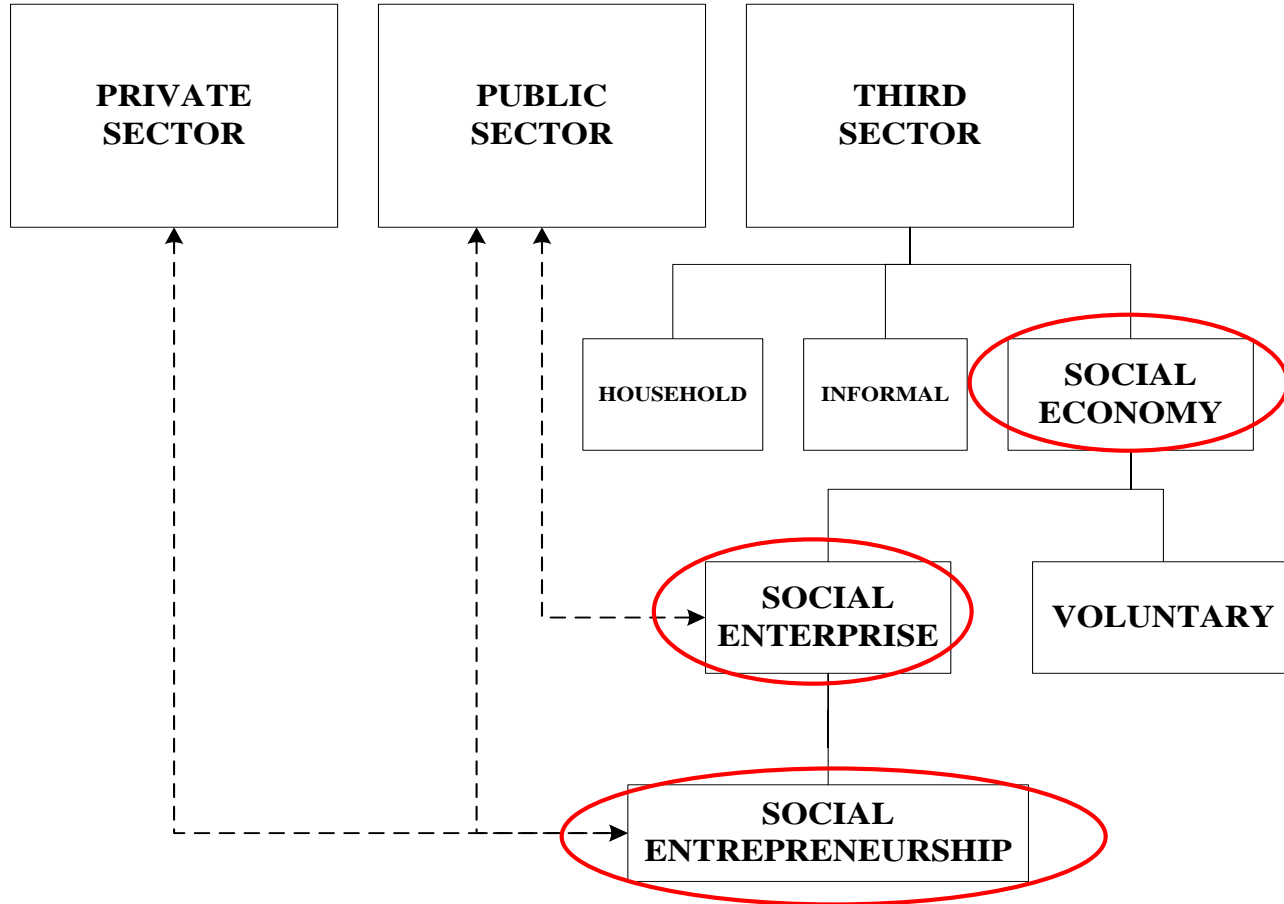 PRIVATE
SECTOR
PUBLIC
SECTOR
THIRD
SECTOR
HOUSEHOLD
INFORMAL
SOCIAL
ECONOMY
SOCIAL
ENTERPRISE
VOLUNTARY
SOCIAL
ENTREPRENEURSHIP